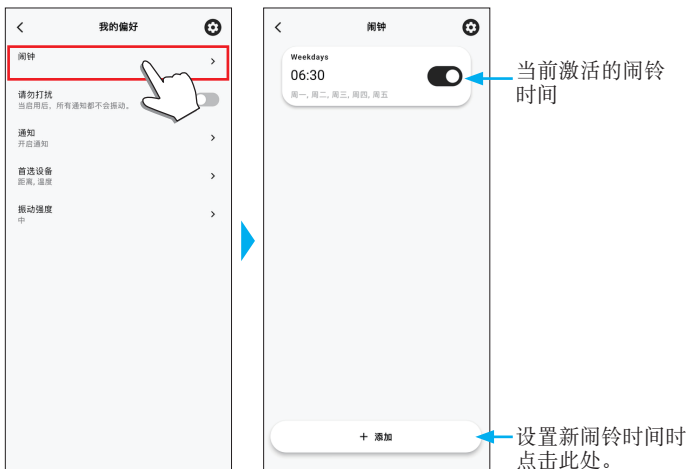 我的偏好
闹钟
请勿打扰
当启用后，所有通知都不会振动。
通知
开启通知
首选设备
距离, 温度
振动强度
中
闹钟
Weekdays
06:30
周一, 周二, 周三, 周四, 周五
+ 添加
当前激活的闹铃
时间
设置新闹铃时间时
点击此处。